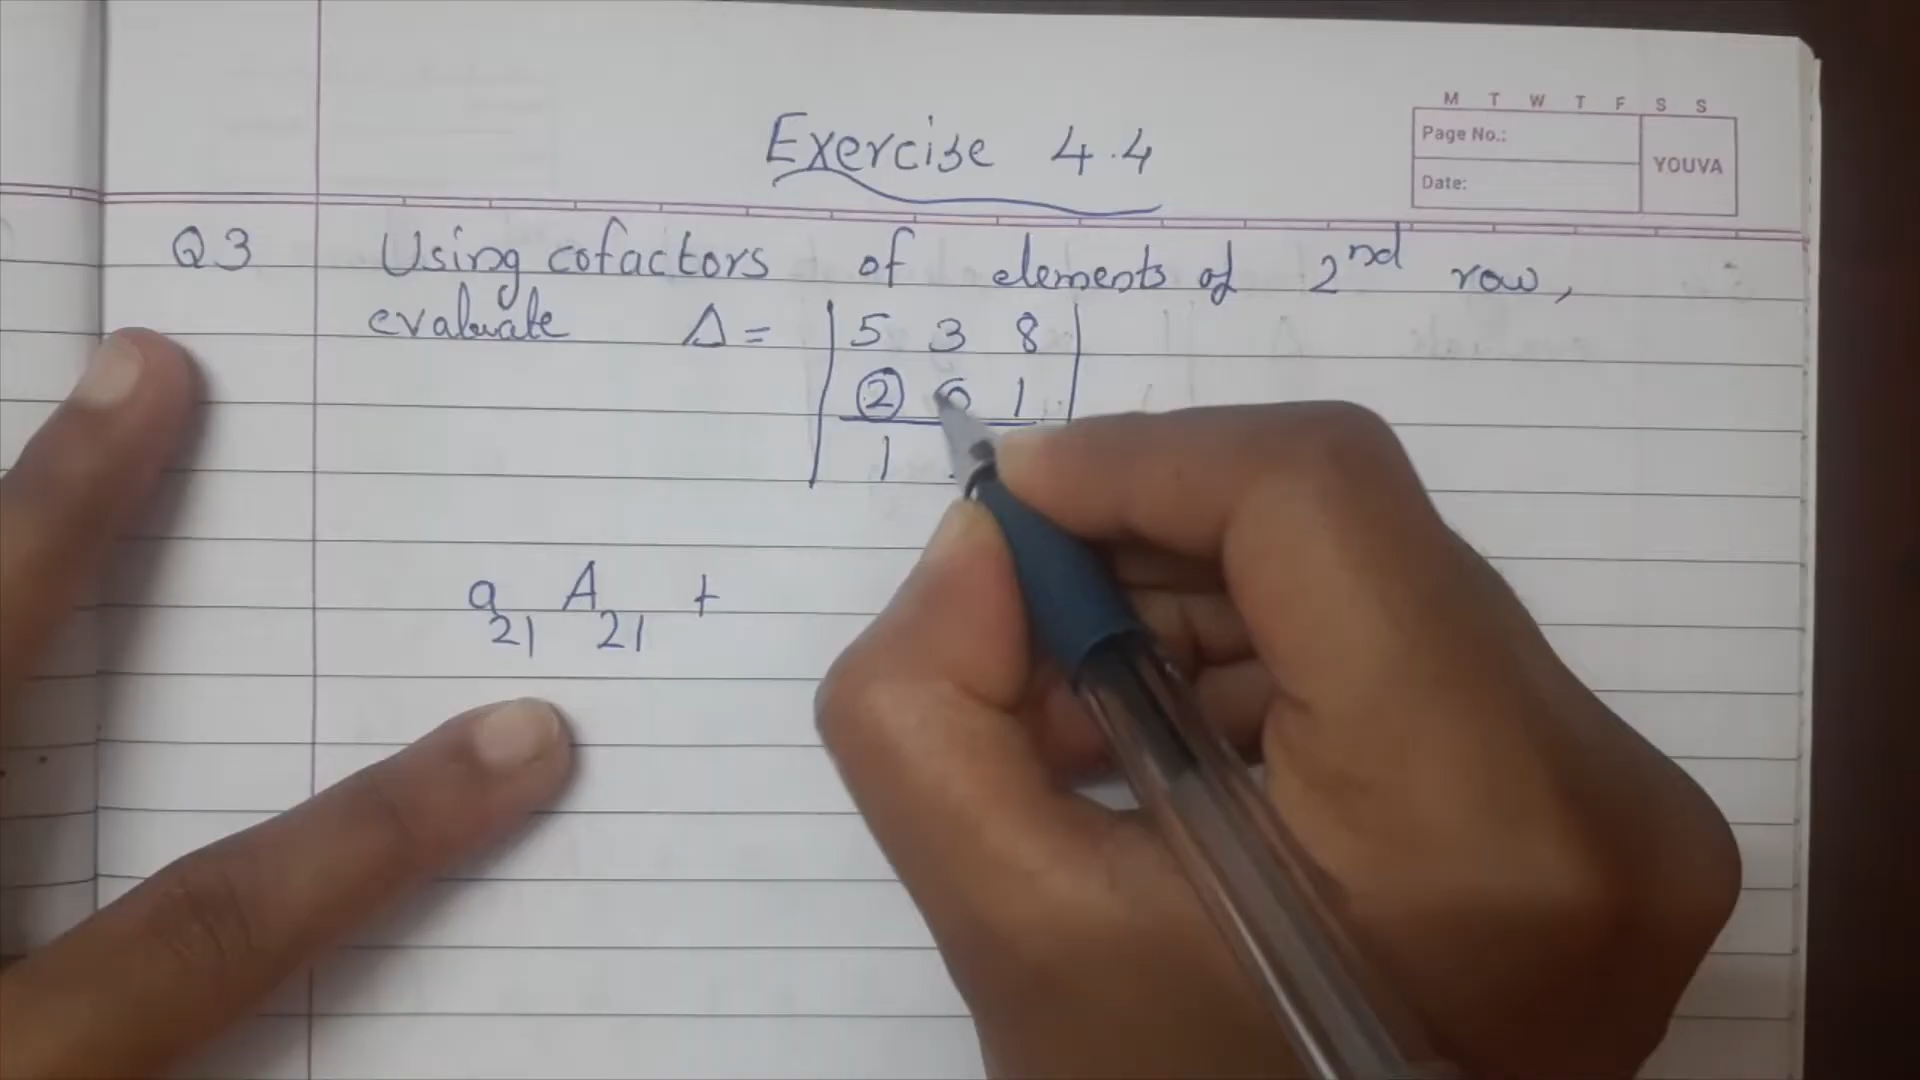 M T W T F S S
Page No.:
YOUVA
Date:
Exercise 4.4
Q3 Using cofactors of elements of 2nd row,
evaluate Δ = | 5 3 8 |
2 0 1
1
a21 A21 +